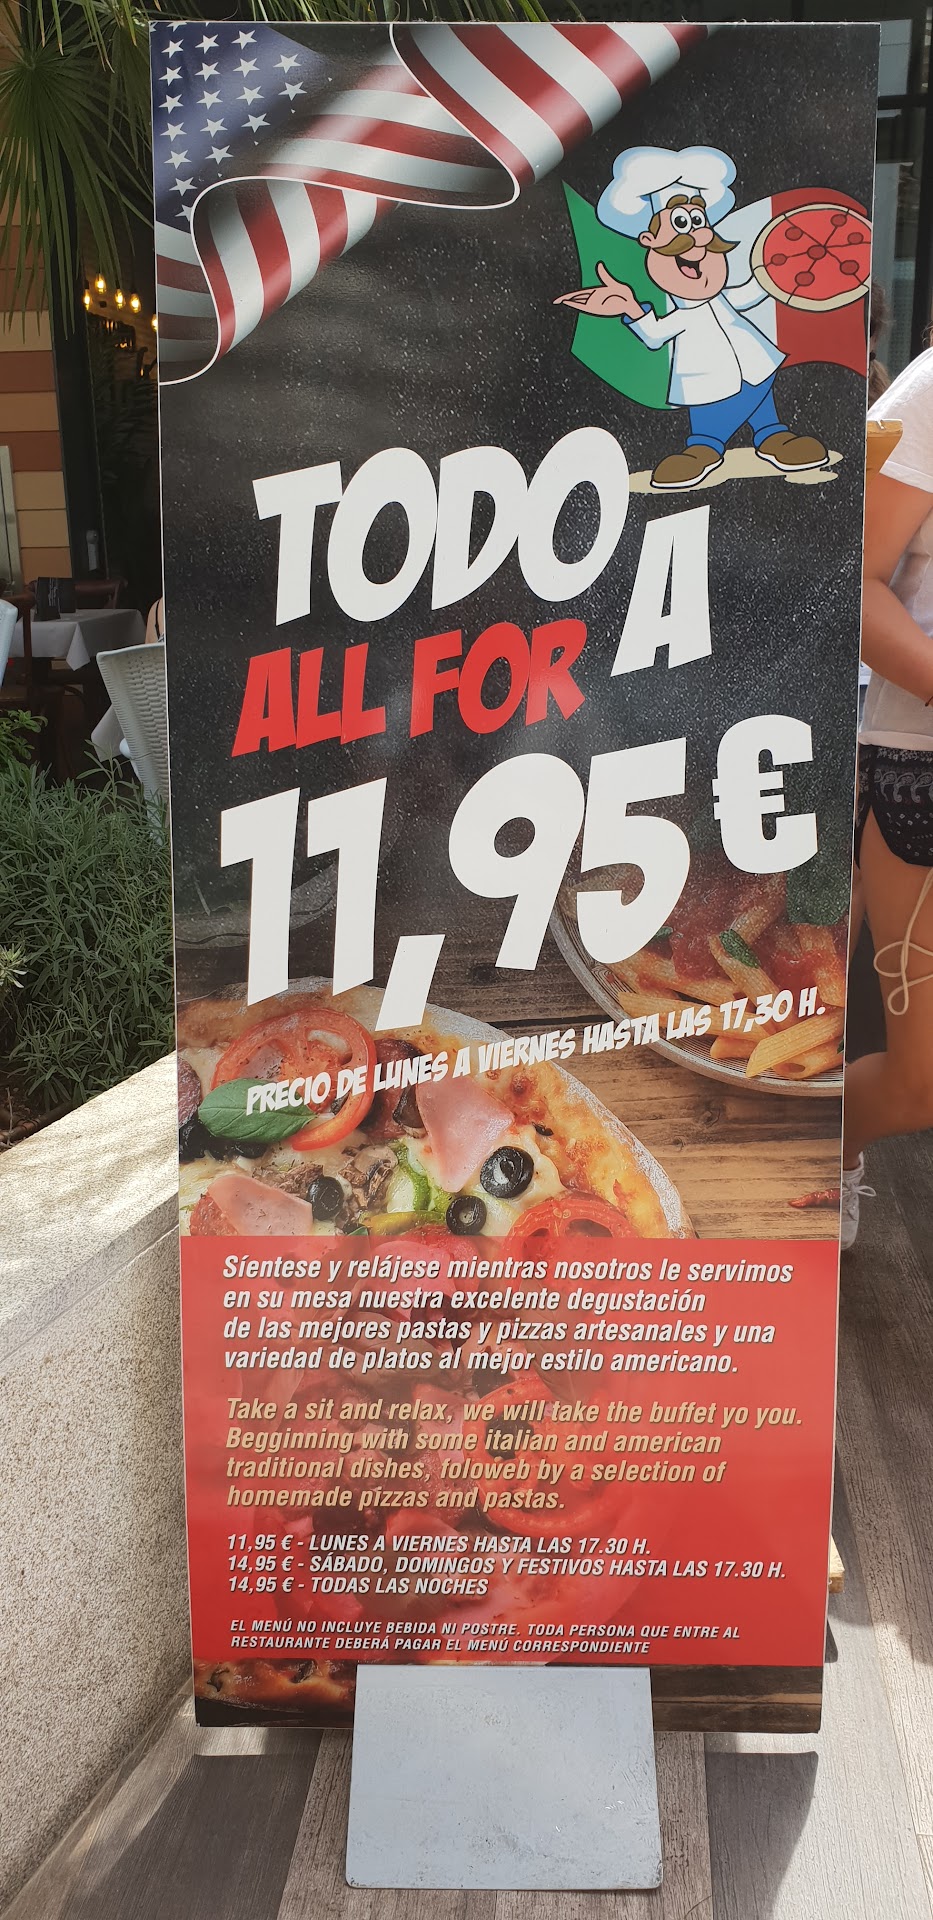 TODO
A
ALL FOR
11,95 €
PRECIO DE LUNES A VIERNES HASTA LAS 17,30 H.
Síentese y relájese mientras nosotros le servimos
en su mesa nuestra excelente degustación
de las mejores pastas y pizzas artesanales y una
variedad de platos al mejor estilo americano.
Take a sit and relax, we will take the buffet yo you.
Begginning with some italian and american
traditional dishes, foloweb by a selection of
homemade pizzas and pastas.
11,95 € - LUNES A VIERNES HASTA LAS 17.30 H.
14,95 € - SÁBADO, DOMINGOS Y FESTIVOS HASTA LAS 17.30 H.
14,95 € - TODAS LAS NOCHES
EL MENÚ NO INCLUYE BEBIDA NI POSTRE. TODA PERSONA QUE ENTRE AL
RESTAURANTE DEBERÁ PAGAR EL MENÚ CORRESPONDIENTE